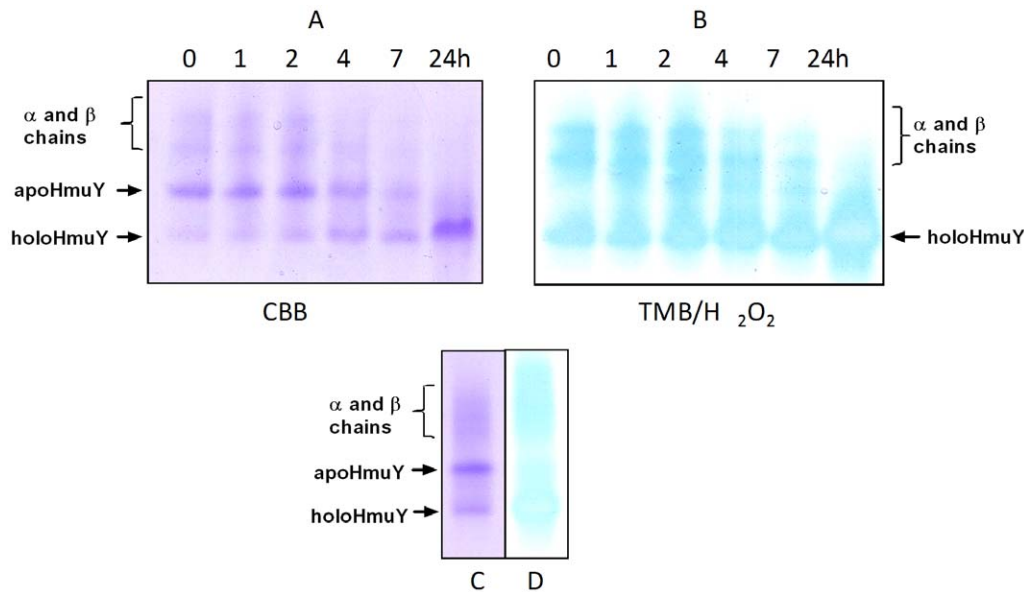 A
B
0 1 2 4 7 24h
0 1 2 4 7 24h
α and β
chains
apoHmuY
holoHmuY
α and β
chains
holoHmuY
CBB
TMB/H 2O2
α and β
chains
apoHmuY
holoHmuY
C D